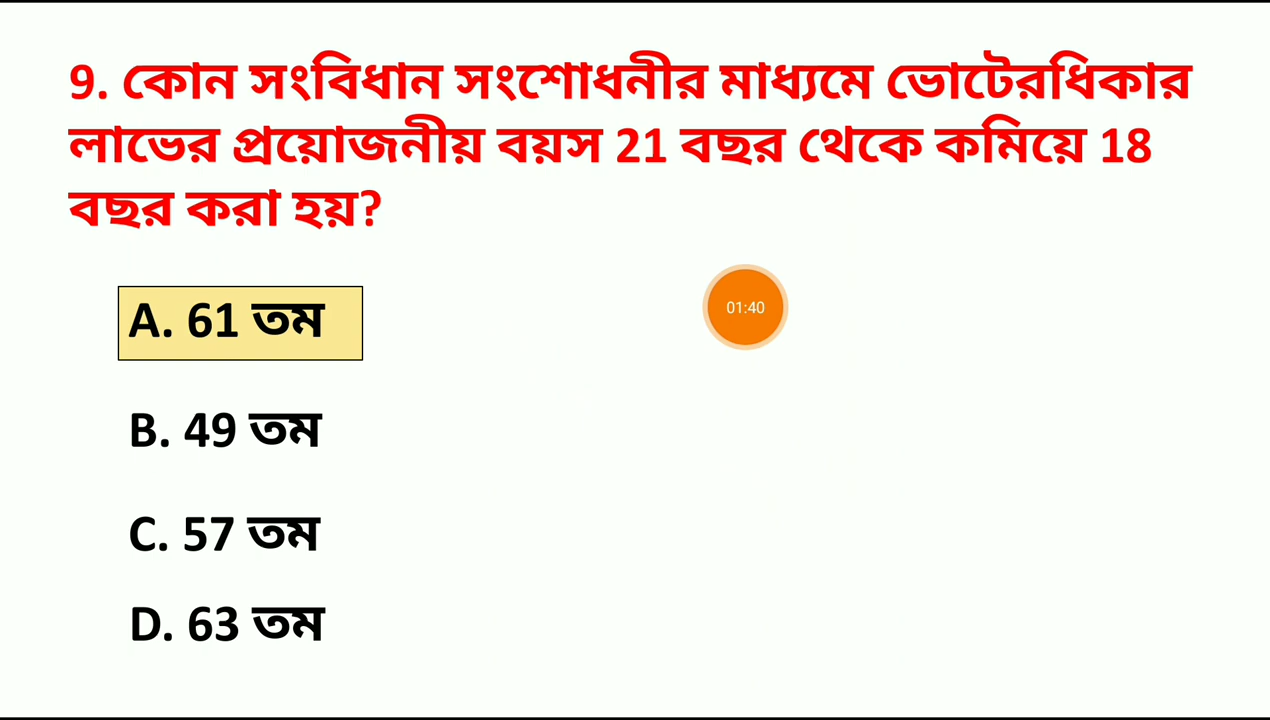 9. কোন সংবিধান সংশোধনীর মাধ্যমে ভোটেরধিকার
লাভের প্রয়োজনীয় বয়স 21 বছর থেকে কমিয়ে 18
বছর করা হয়?
A. 61 তম
01:40
B. 49 তম
C. 57 তম
D. 63 তম